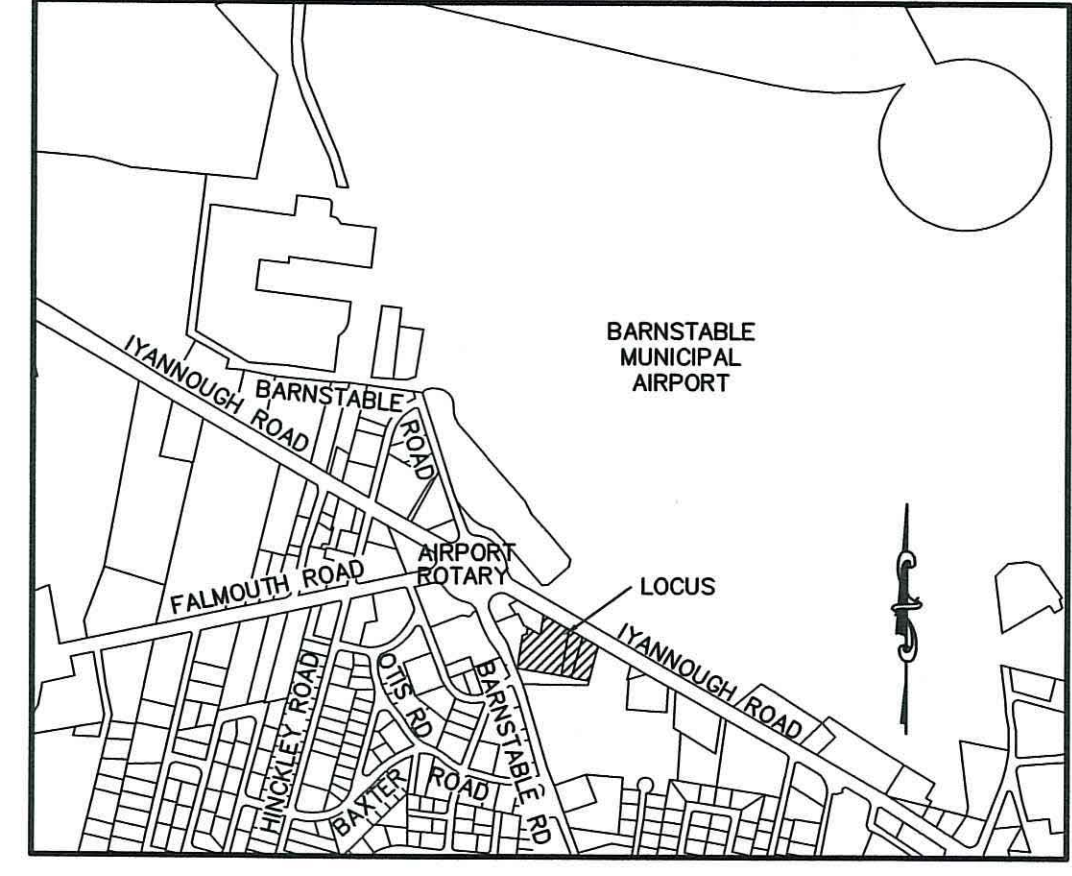 BARNSTABLE
MUNICIPAL
AIRPORT
IYANNOUGH ROAD
BARNSTABLE
ROAD
AIRPORT
ROTARY
FALMOUTH ROAD
LOCUS
IYANNOUGH ROAD
HINCKLEY ROAD
OTIS RD
BARNSTABLE RD
BAXTER ROAD